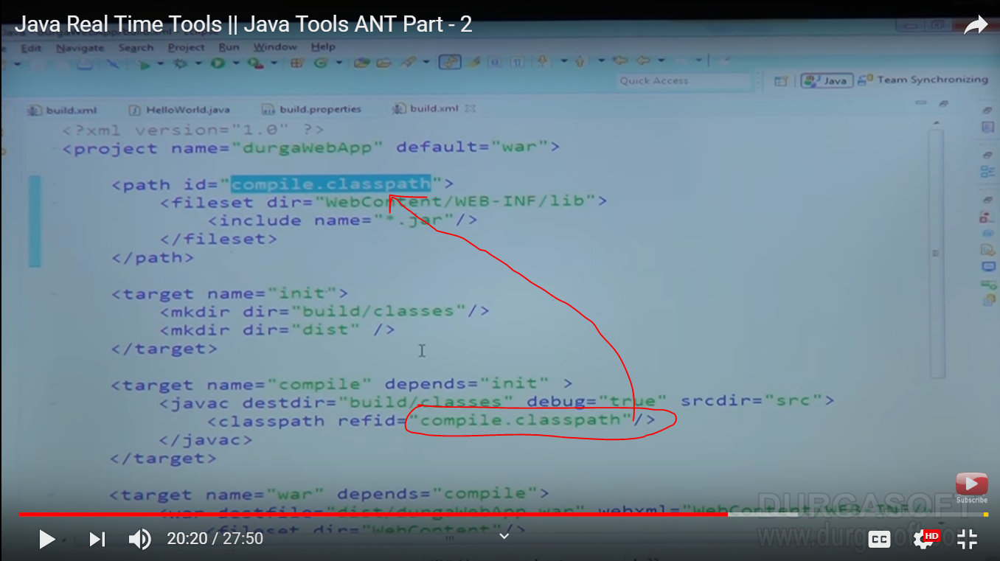 Java Real Time Tools || Java Tools ANT Part - 2
Edit Navigate Search Project Run Window Help
Quick Access
Java
Team Synchronizing
build.xml HelloWorld.java build.properties build.xml
<?xml version="1.0" ?>
<project name="durgaWebApp" default="war">
<path id="compile.classpath">
<fileset dir="WebContent/WEB-INF/lib">
<include name="*.jar"/>
</fileset>
</path>
<target name="init">
<mkdir dir="build/classes"/>
<mkdir dir="dist" />
</target>
<target name="compile" depends="init" >
<javac destdir="build/classes" debug="true" srcdir="src">
<classpath refid="compile.classpath"/>
</javac>
</target>
<target name="war" depends="compile">
<war destfile="dist/durgaWebApp.war" webxml="WebContent/WEB-INF/
<fileset dir="WebContent"/>
Subscribe
DURGASOFT
20:20 / 27:50
CC
HD